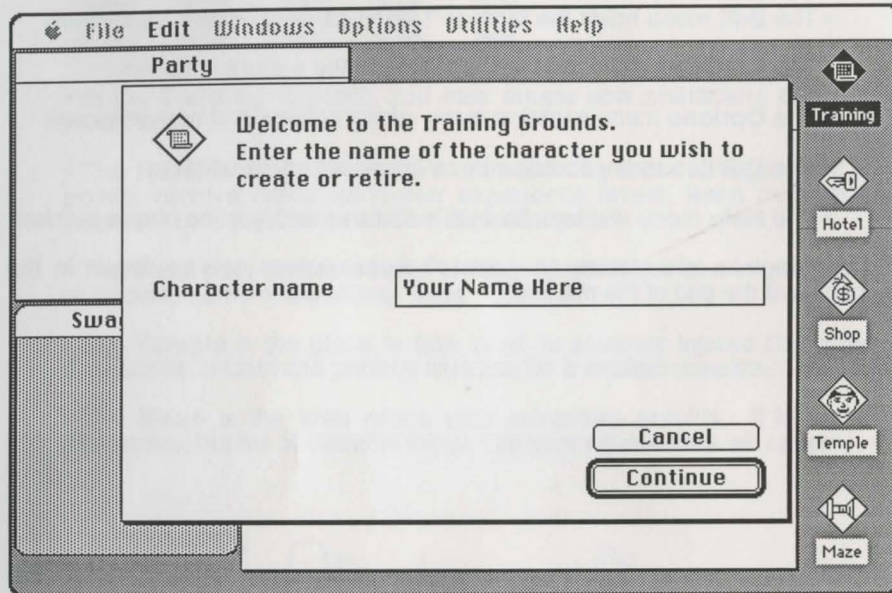 File Edit Windows Options Utilities Help
Party
Training
Welcome to the Training Grounds.
Enter the name of the character you wish to
create or retire.
Hotel
Character name Your Name Here
Swa
Shop
Cancel
Temple
Continue
Maze